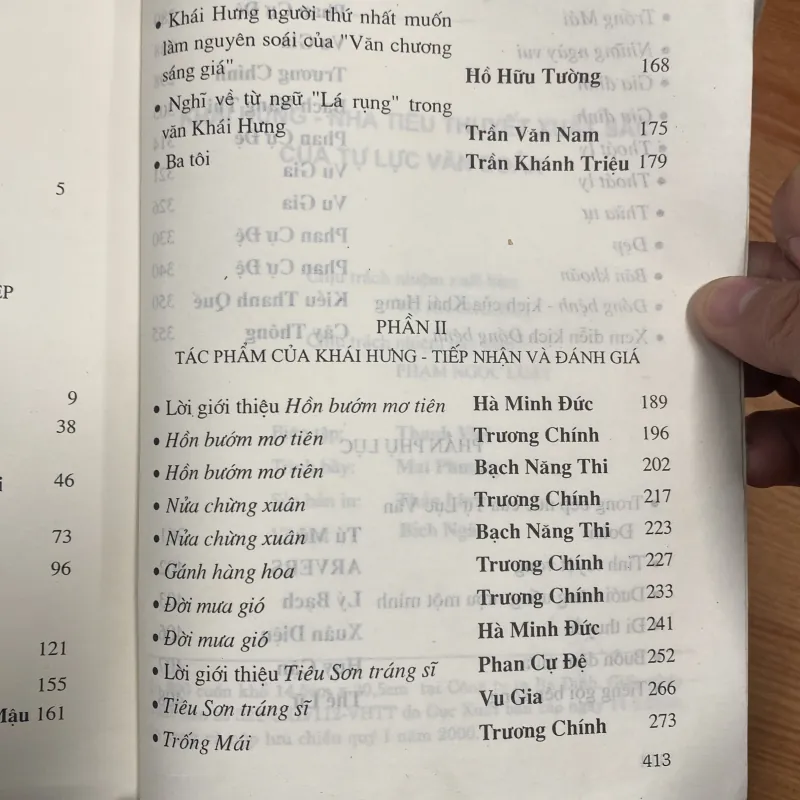 5
ỆP
9
38
i 46
73
96
121
155
Mậu 161
• Khái Hưng người thứ nhất muốn
làm nguyên soái của "Văn chương
sáng giá" Hồ Hữu Tường 168
• Nghĩ về từ ngữ "Lá rụng" trong
văn Khái Hưng Trần Văn Nam 175
• Ba tôi Trần Khánh Triệu 179
PHẦN II
TÁC PHẨM CỦA KHÁI HƯNG - TIẾP NHẬN VÀ ĐÁNH GIÁ
• Lời giới thiệu Hồn bướm mơ tiên Hà Minh Đức 189
• Hồn bướm mơ tiên Trương Chính 196
• Hồn bướm mơ tiên Bạch Năng Thi 202
• Nửa chừng xuân Trương Chính 217
• Nửa chừng xuân Bạch Năng Thi 223
• Gánh hàng hoa Trương Chính 227
• Đời mưa gió Trương Chính 233
• Đời mưa gió Hà Minh Đức 241
• Lời giới thiệu Tiêu Sơn tráng sĩ Phan Cự Đệ 252
• Tiêu Sơn tráng sĩ Vu Gia 266
• Trống Mái Trương Chính 273
413